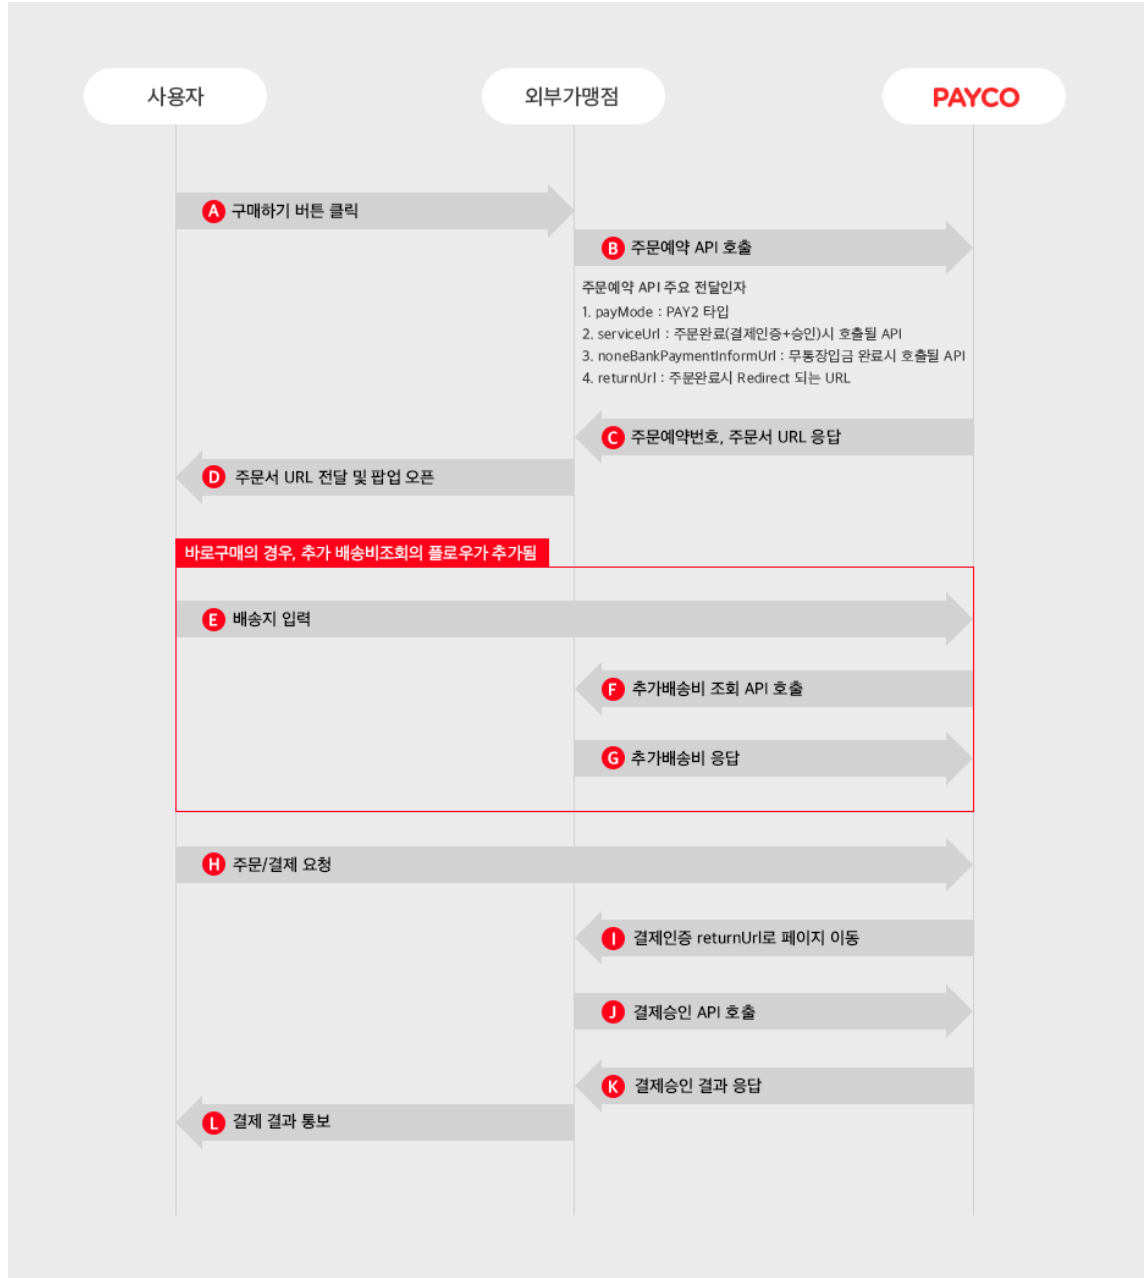 사용자
외부가맹점
PAYCO
A 구매하기 버튼 클릭
B 주문예약 API 호출
주문예약 API 주요 전달인자
1. payMode : PAY2 타입
2. serviceUrl : 주문완료(결제인증+승인)시 호출될 API
3. noneBankPaymentInformUrl : 무통장입금 완료시 호출될 API
4. returnUrl : 주문완료시 Redirect 되는 URL
C 주문예약번호, 주문서 URL 응답
D 주문서 URL 전달 및 팝업 오픈
바로구매의 경우, 추가 배송비조회의 플로우가 추가됨
E 배송지 입력
F 추가배송비 조회 API 호출
G 추가배송비 응답
H 주문/결제 요청
I 결제인증 returnUrl로 페이지 이동
J 결제승인 API 호출
K 결제승인 결과 응답
L 결제 결과 통보